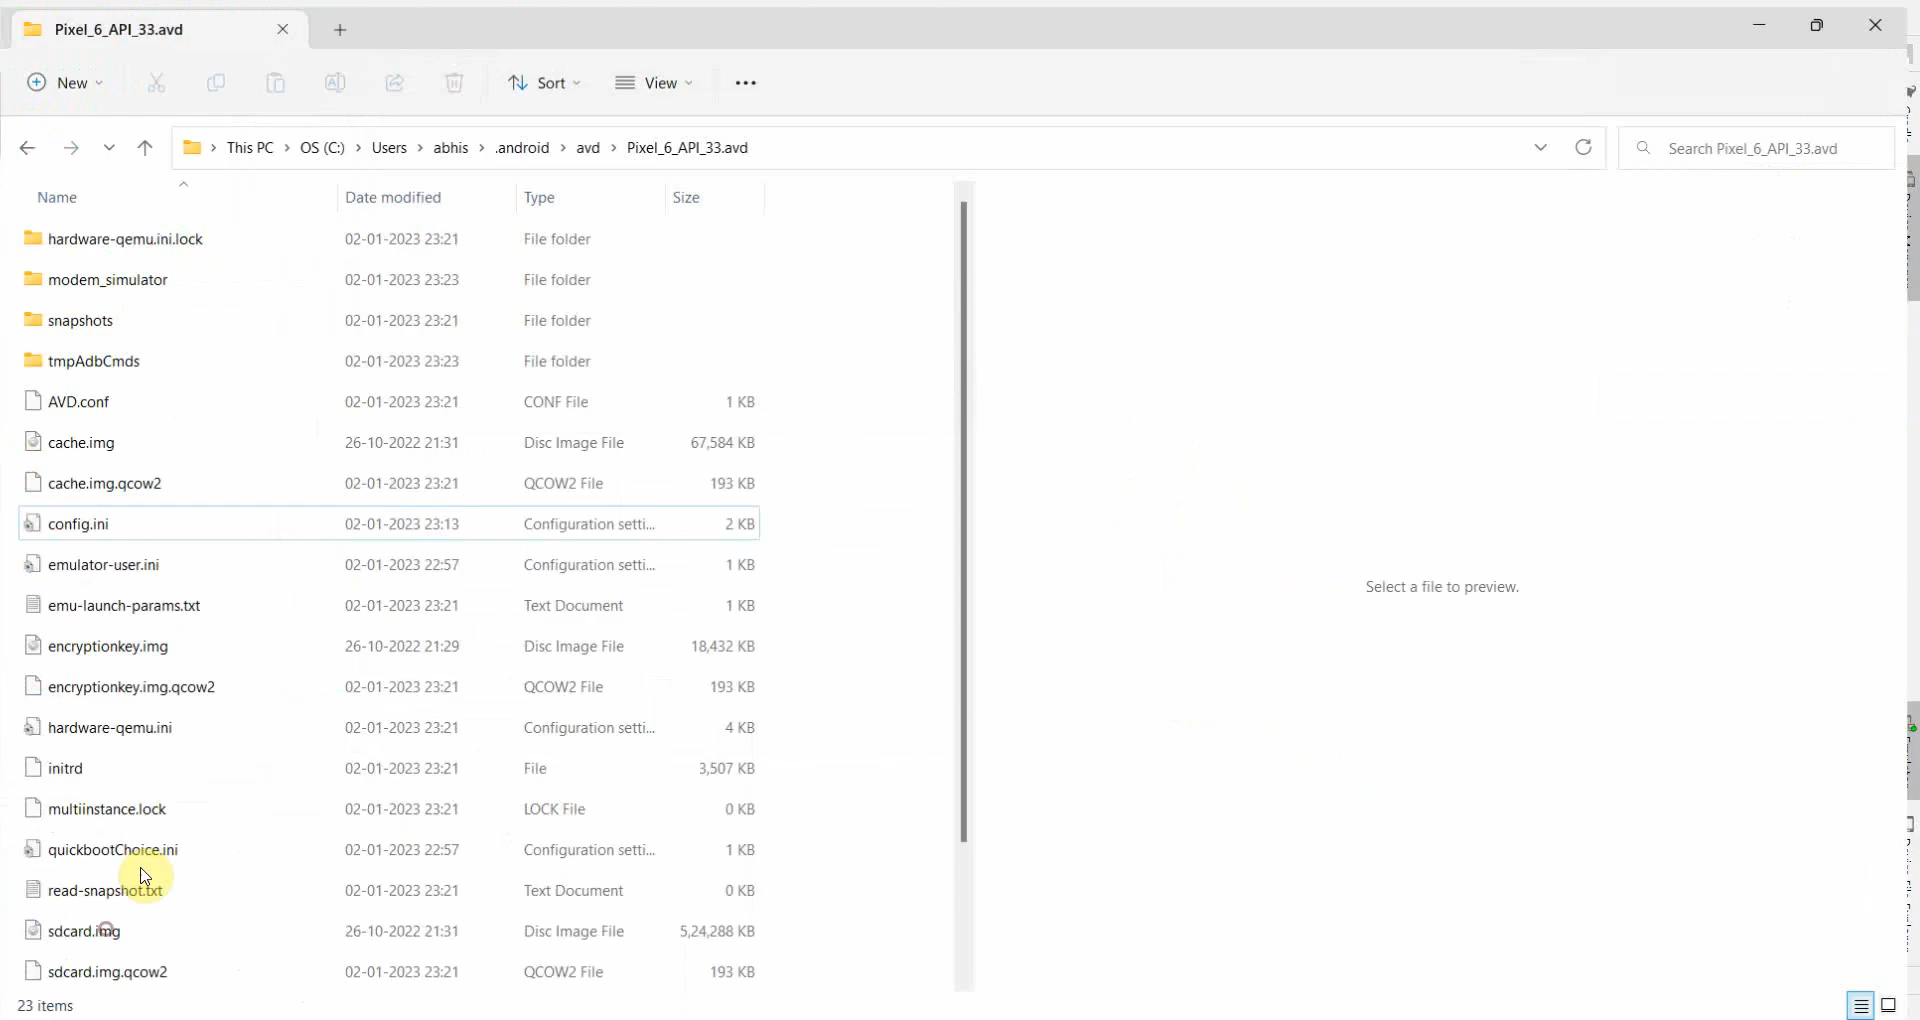 Pixel_6_API_33.avd
New Sort View
This PC > OS (C:) > Users > abhis > .android > avd > Pixel_6_API_33.avd Search Pixel_6_API_33.avd
Name Date modified Type Size
hardware-qemu.ini.lock 02-01-2023 23:21 File folder
modem_simulator 02-01-2023 23:23 File folder
snapshots 02-01-2023 23:21 File folder
tmpAdbCmds 02-01-2023 23:23 File folder
AVD.conf 02-01-2023 23:21 CONF File 1 KB
cache.img 26-10-2022 21:31 Disc Image File 67,584 KB
cache.img.qcow2 02-01-2023 23:21 QCOW2 File 193 KB
config.ini 02-01-2023 23:13 Configuration setti... 2 KB
emulator-user.ini 02-01-2023 22:57 Configuration setti... 1 KB
emu-launch-params.txt 02-01-2023 23:21 Text Document 1 KB
encryptionkey.img 26-10-2022 21:29 Disc Image File 18,432 KB
encryptionkey.img.qcow2 02-01-2023 23:21 QCOW2 File 193 KB
hardware-qemu.ini 02-01-2023 23:21 Configuration setti... 4 KB
initrd 02-01-2023 23:21 File 3,507 KB
multiinstance.lock 02-01-2023 23:21 LOCK File 0 KB
quickbootChoice.ini 02-01-2023 22:57 Configuration setti... 1 KB
read-snapshot.txt 02-01-2023 23:21 Text Document 0 KB
sdcard.img 26-10-2022 21:31 Disc Image File 5,24,288 KB
sdcard.img.qcow2 02-01-2023 23:21 QCOW2 File 193 KB
Select a file to preview.
23 items